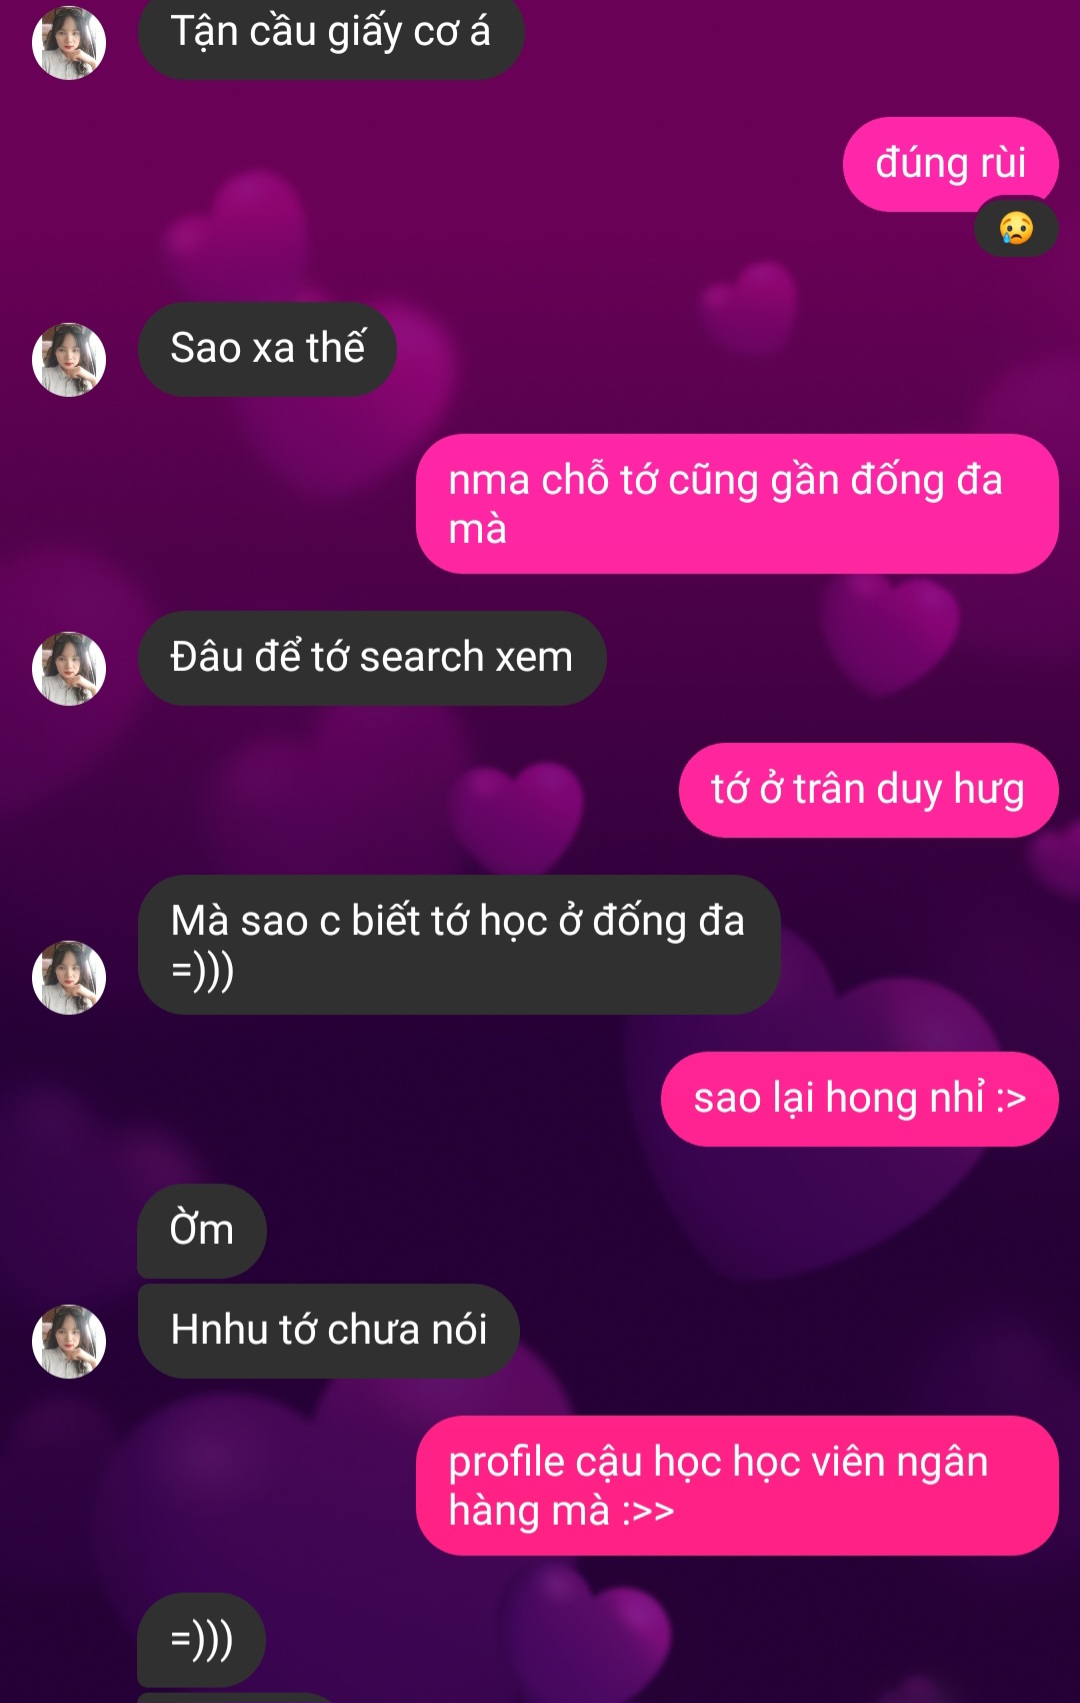 Tận cầu giấy cơ á
đúng rùi
Sao xa thế
nma chỗ tớ cũng gần đống đa
mà
Đâu để tớ search xem
tớ ở trân duy hưg
Mà sao c biết tớ học ở đống đa
=)))
sao lại hong nhỉ :>
Ờm
Hnhu tớ chưa nói
profile cậu học học viên ngân
hàng mà :>>
=)))